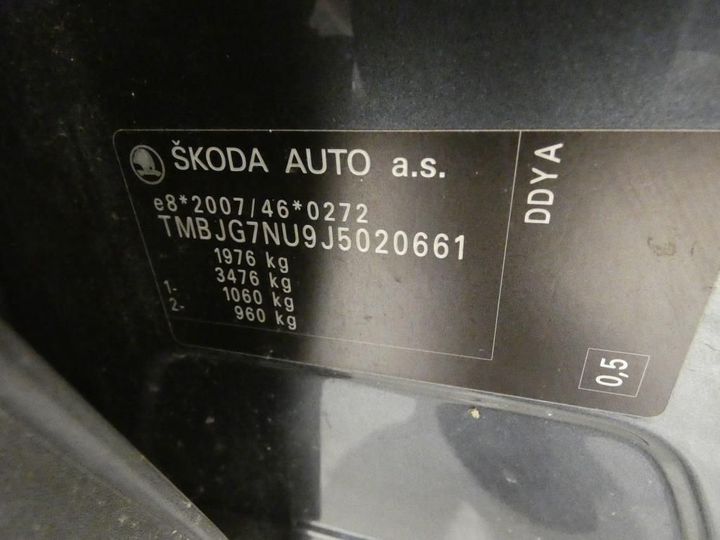 ŠKODA AUTO a.s.
e8*2007/46*0272
TMBJG7NU9J5020661
1976 kg
3476 kg
1- 1060 kg
2- 960 kg
DDYA
0,5